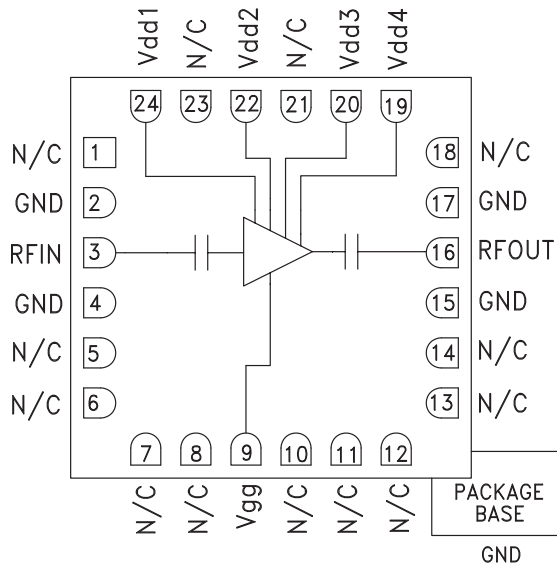 Vdd1
N/C
Vdd2
N/C
Vdd3
Vdd4
24
23
22
21
20
19
N/C 1
GND 2
RFIN 3
GND 4
N/C 5
N/C 6
18 N/C
17 GND
16 RFOUT
15 GND
14 N/C
13 N/C
7
8
9
10
11
12
N/C
N/C
Vgg
N/C
N/C
N/C
PACKAGE
BASE
GND